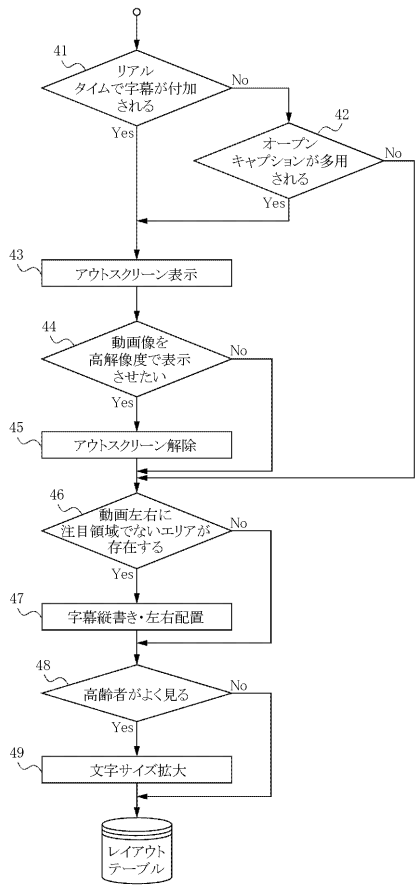 41
リアル
タイムで字幕が付加
される
No
Yes
42
オープン
キャプションが多用
される
No
Yes
43
アウトスクリーン表示
44
動画像を
高解像度で表示
させたい
No
Yes
45
アウトスクリーン解除
46
動画左右に
注目領域でないエリアが
存在する
No
Yes
47
字幕縦書き・左右配置
48
高齢者がよく見る
No
Yes
49
文字サイズ拡大
レイアウト
テーブル